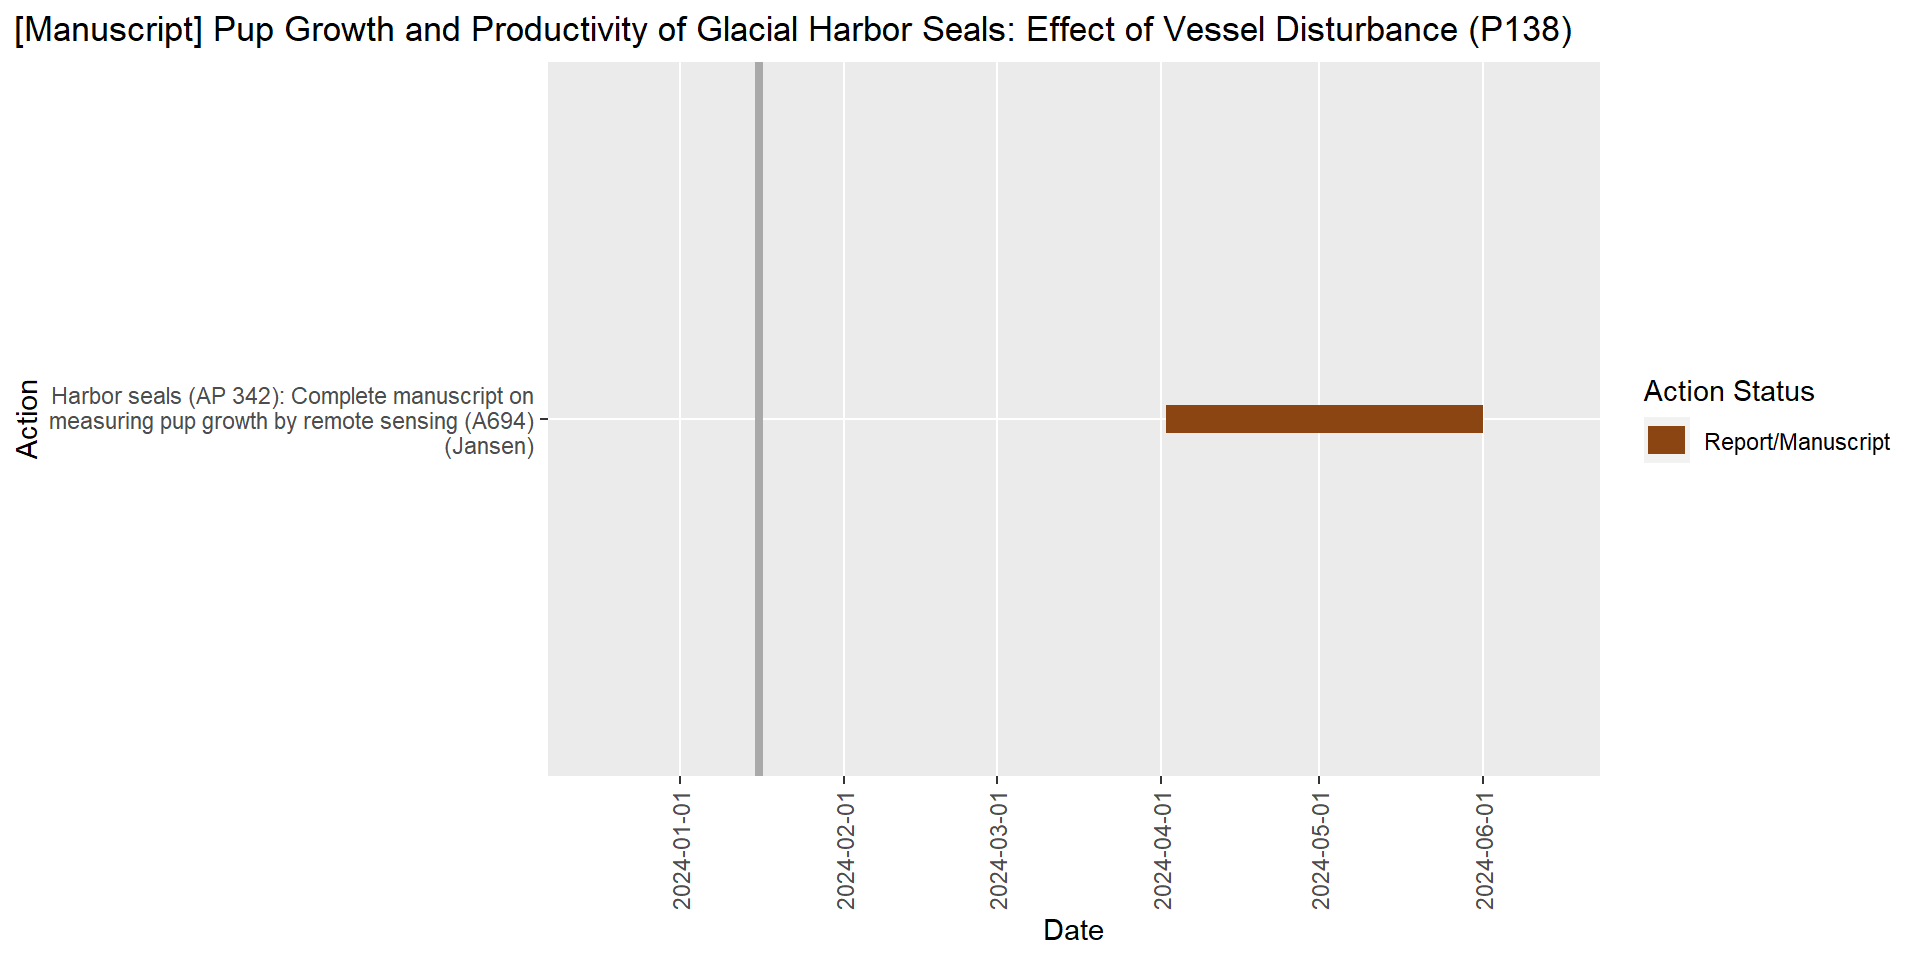 [Manuscript] Pup Growth and Productivity of Glacial Harbor Seals: Effect of Vessel Disturbance (P138)
Action
Harbor seals (AP 342): Complete manuscript on
measuring pup growth by remote sensing (A694)
(Jansen)
Action Status
Report/Manuscript
2024-01-01
2024-02-01
2024-03-01
2024-04-01
2024-05-01
2024-06-01
Date